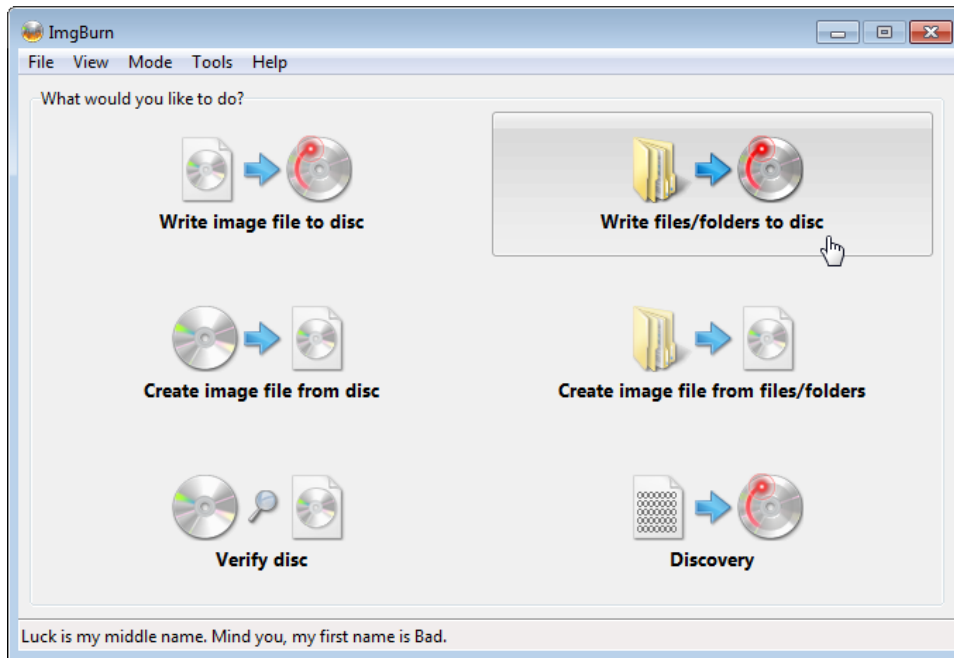 ImgBurn
File View Mode Tools Help
What would you like to do?
Write image file to disc
Write files/folders to disc
Create image file from disc
Create image file from files/folders
Verify disc
Discovery
Luck is my middle name. Mind you, my first name is Bad.